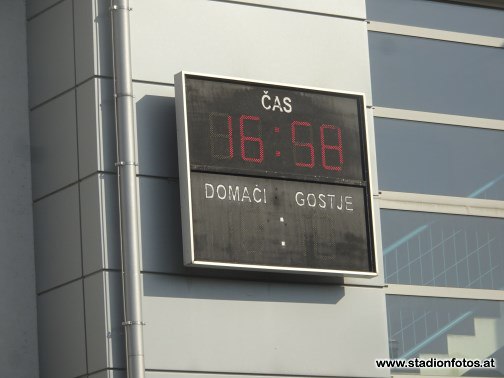 ČAS
16:58
DOMAČI GOSTJE
:
www.stadionfotos.at